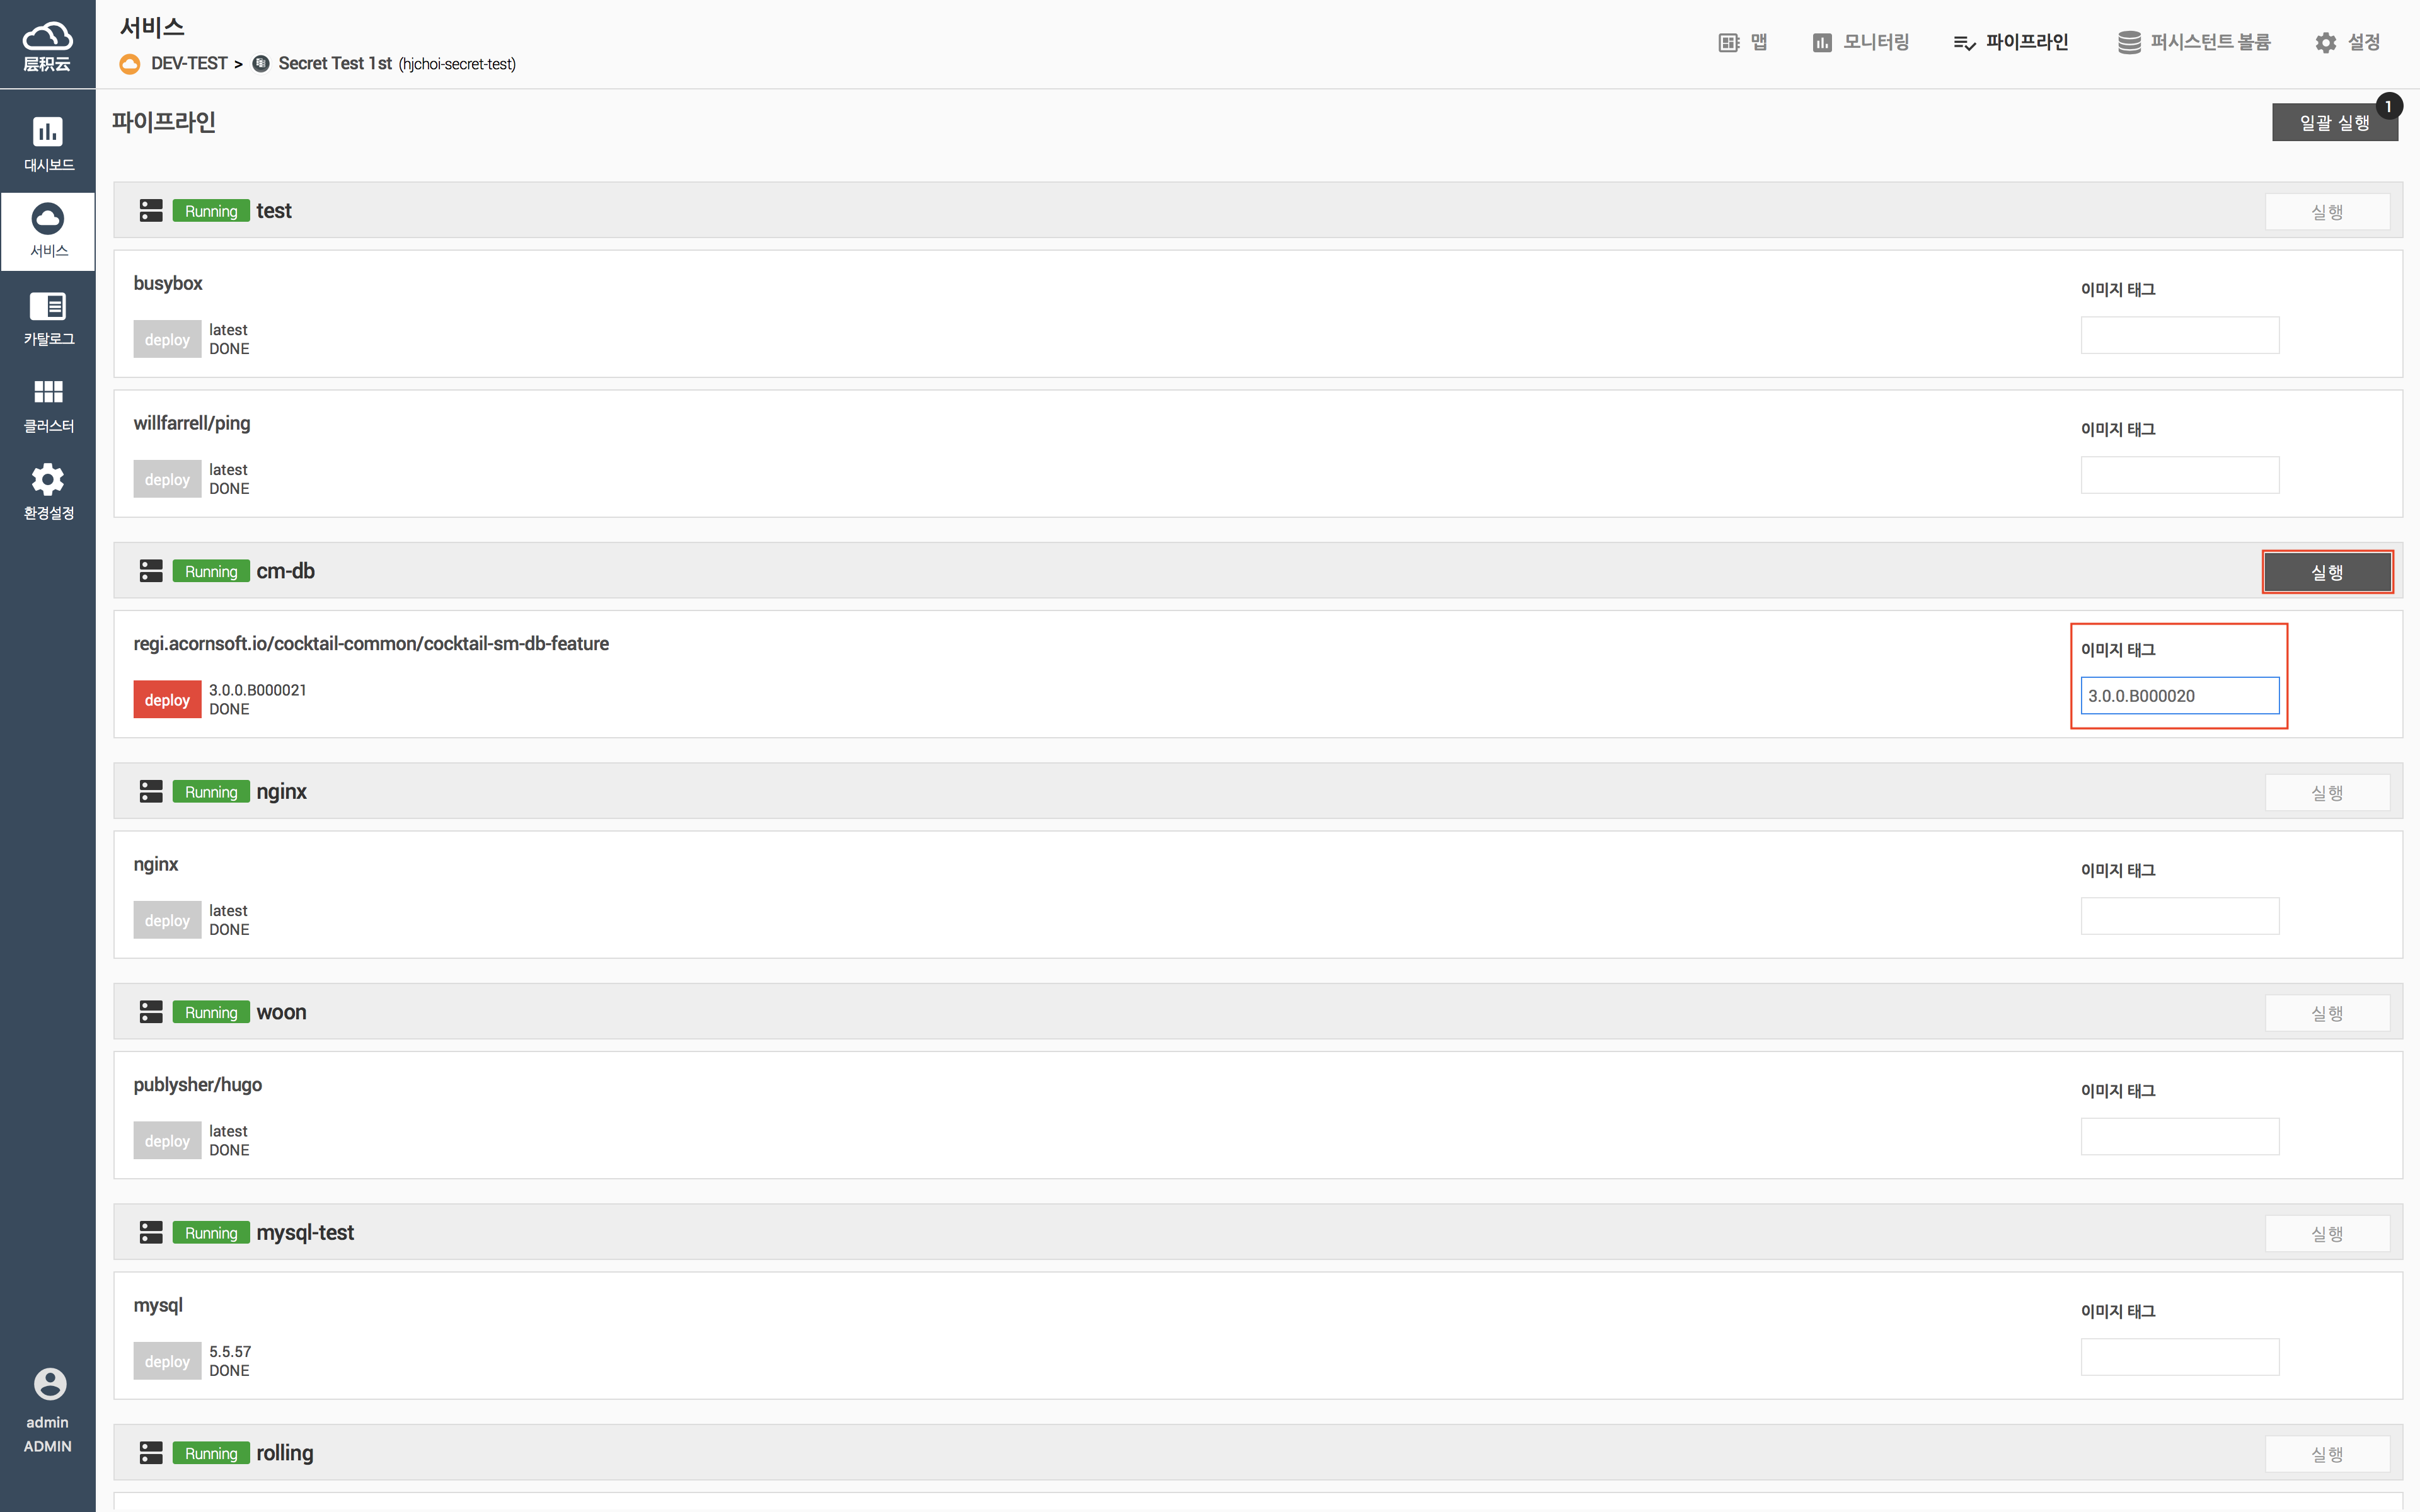 层积云
서비스
DEV-TEST > Secret Test 1st (hjchoi-secret-test)
맵
모니터링
파이프라인
퍼시스턴트 볼륨
설정
대시보드
서비스
카탈로그
클러스터
환경설정
admin
ADMIN
파이프라인
일괄 실행
1
Running test
실행
busybox
이미지 태그
deploy
latest
DONE
willfarrell/ping
이미지 태그
deploy
latest
DONE
Running cm-db
실행
regi.acornsoft.io/cocktail-common/cocktail-sm-db-feature
이미지 태그
deploy
3.0.0.B000021
DONE
3.0.0.B000020
Running nginx
실행
nginx
이미지 태그
deploy
latest
DONE
Running woon
실행
publysher/hugo
이미지 태그
deploy
latest
DONE
Running mysql-test
실행
mysql
이미지 태그
deploy
5.5.57
DONE
Running rolling
실행